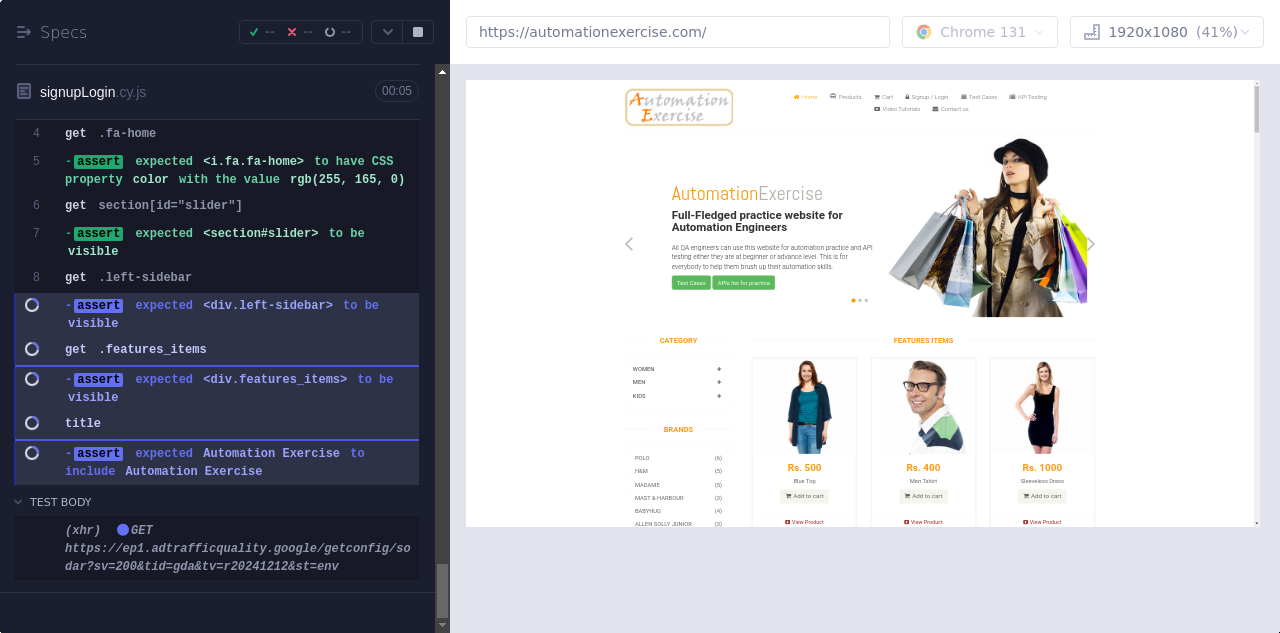 Specs
-- -- --
signupLogin.cy.js
00:05
4 get .fa-home
5 -assert expected <i.fa.fa-home> to have CSS
property color with the value rgb(255, 165, 0)
6 get section[id="slider"]
7 -assert expected <section#slider> to be
visible
8 get .left-sidebar
-assert expected <div.left-sidebar> to be
visible
get .features_items
-assert expected <div.features_items> to be
visible
title
-assert expected Automation Exercise to
include Automation Exercise
TEST BODY
(xhr) GET
https://ep1.adtrafficquality.google/getconfig/so
dar?sv=200&tid=gda&tv=r20241212&st=env
https://automationexercise.com/
Chrome 131
1920x1080 (41%)
Automation
Exercise
Home Products Cart Signup / Login Test Cases API Testing
Video Tutorials Contact us
AutomationExercise
Full-Fledged practice website for
Automation Engineers
All QA engineers can use this website for automation practice and API
testing either they are at beginner or advance level. This is for
everybody to help them brush up their automation skills.
Test Cases APIs list for practice
CATEGORY
WOMEN +
MEN +
KIDS +
BRANDS
POLO (6)
H&M (5)
MADAME (5)
MAST & HARBOUR (3)
BABYHUG (4)
ALLEN SOLLY JUNIOR (3)
FEATURES ITEMS
Rs. 500 Rs. 400 Rs. 1000
Blue Top Men Tshirt Sleeveless Dress
Add to cart Add to cart Add to cart
View Product View Product View Product